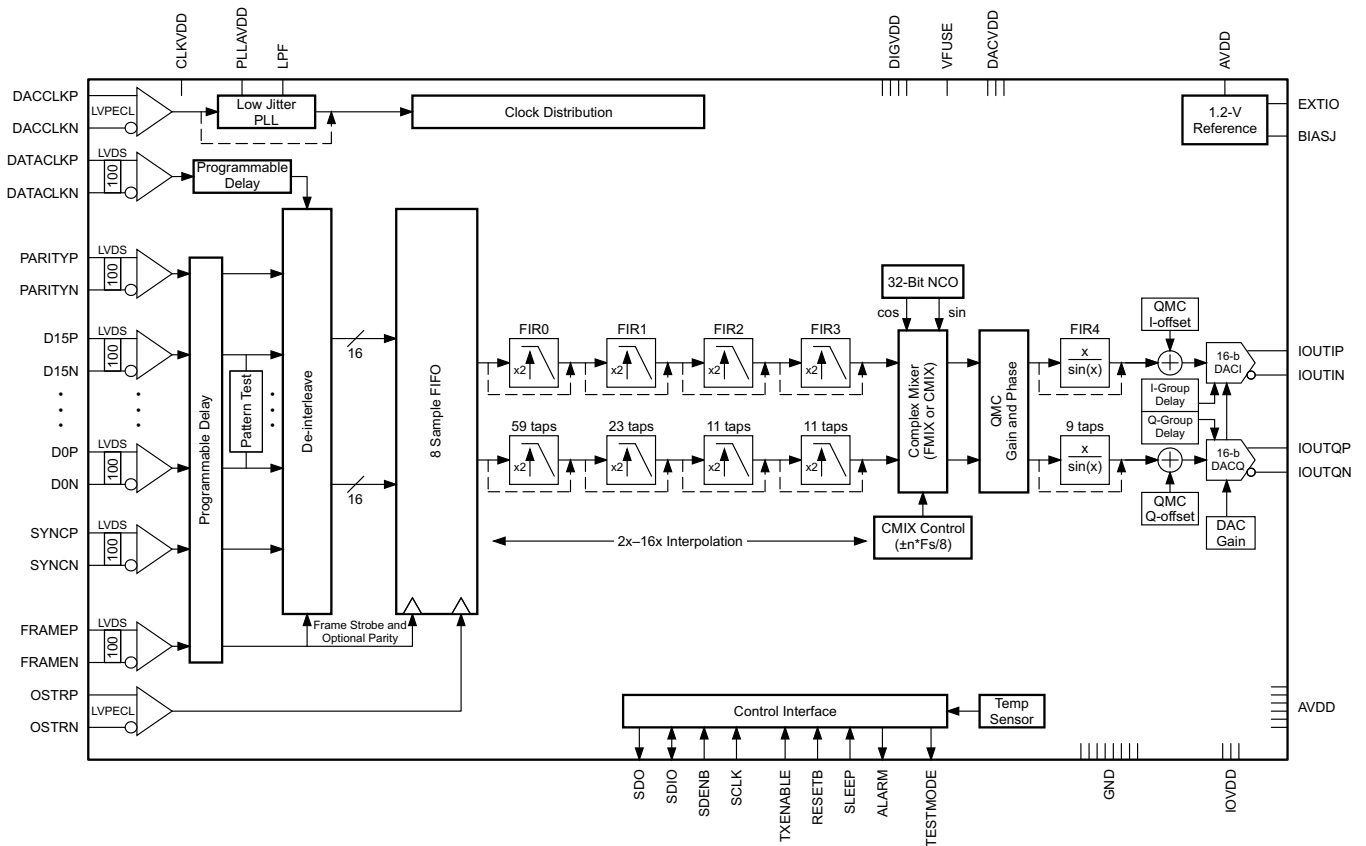 CLKVDD
PLLAVDD
LPF
DIGVDD
VFUSE
DACVDD
AVDD
DACCLKP
LVPECL
DACCLKN
Low Jitter
PLL
Clock Distribution
1.2-V
Reference
EXTIO
BIASJ
DATACLKP
LVDS
100
DATACLKN
Programmable
Delay
PARITYP
LVDS
100
PARITYN
D15P
LVDS
100
D15N
D0P
LVDS
100
D0N
SYNCP
LVDS
100
SYNCN
FRAMEP
LVDS
100
FRAMEN
OSTRP
LVPECL
OSTRN
Programmable Delay
Pattern Test
De-interleave
16
16
8 Sample FIFO
Frame Strobe and
Optional Parity
FIR0
x2
FIR1
x2
FIR2
x2
FIR3
x2
59 taps
x2
23 taps
x2
11 taps
x2
11 taps
x2
2x–16x Interpolation
32-Bit NCO
cos
sin
Complex Mixer
(FMIX or CMIX)
CMIX Control
(±n*Fs/8)
QMC
Gain and Phase
FIR4
x
sin(x)
9 taps
x
sin(x)
QMC
I-offset
16-b
DACI
I-Group
Delay
Q-Group
Delay
16-b
DACQ
QMC
Q-offset
DAC
Gain
IOUTIP
IOUTIN
IOUTQP
IOUTQN
Control Interface
Temp
Sensor
AVDD
SDO
SDIO
SDENB
SCLK
TXENABLE
RESETB
SLEEP
ALARM
TESTMODE
GND
IOVDD